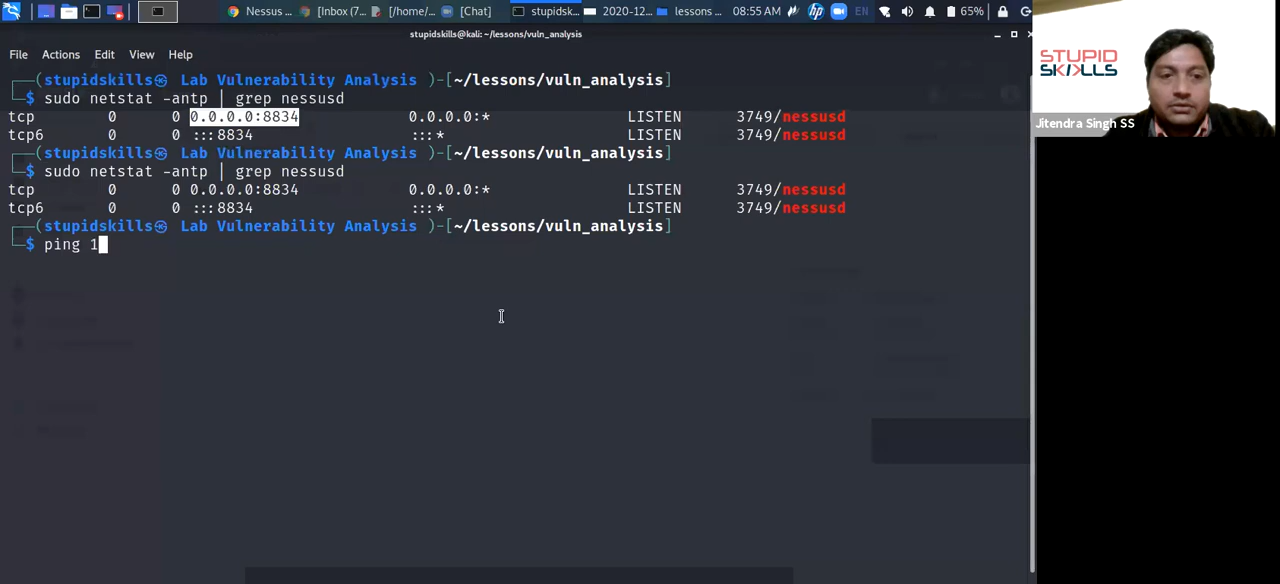 Nessus ...
[Inbox (7...
[/home/...
[Chat]
stupidsk...
2020-12...
lessons ...
08:55 AM
hp
EN
65%
stupidskills@kali: ~/lessons/vuln_analysis
File Actions Edit View Help
┌──(stupidskills㉿ Lab Vulnerability Analysis )-[~/lessons/vuln_analysis]
└─$ sudo netstat -antp | grep nessusd
tcp 0 0 0.0.0.0:8834 0.0.0.0:* LISTEN 3749/nessusd
tcp6 0 0 :::8834 :::* LISTEN 3749/nessusd
┌──(stupidskills㉿ Lab Vulnerability Analysis )-[~/lessons/vuln_analysis]
└─$ sudo netstat -antp | grep nessusd
tcp 0 0 0.0.0.0:8834 0.0.0.0:* LISTEN 3749/nessusd
tcp6 0 0 :::8834 :::* LISTEN 3749/nessusd
┌──(stupidskills㉿ Lab Vulnerability Analysis )-[~/lessons/vuln_analysis]
└─$ ping 1
STUPID
SKILLS
Jitendra Singh SS